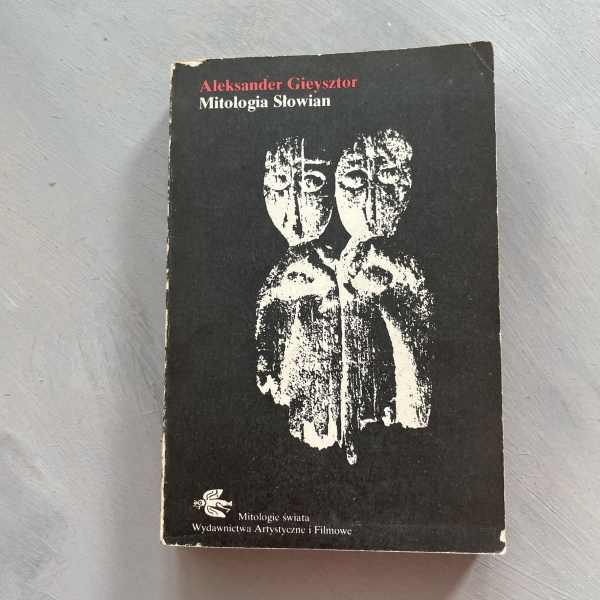 Aleksander Gieysztor
Mitologia Słowian
Mitologie świata
Wydawnictwa Artystyczne i Filmowe